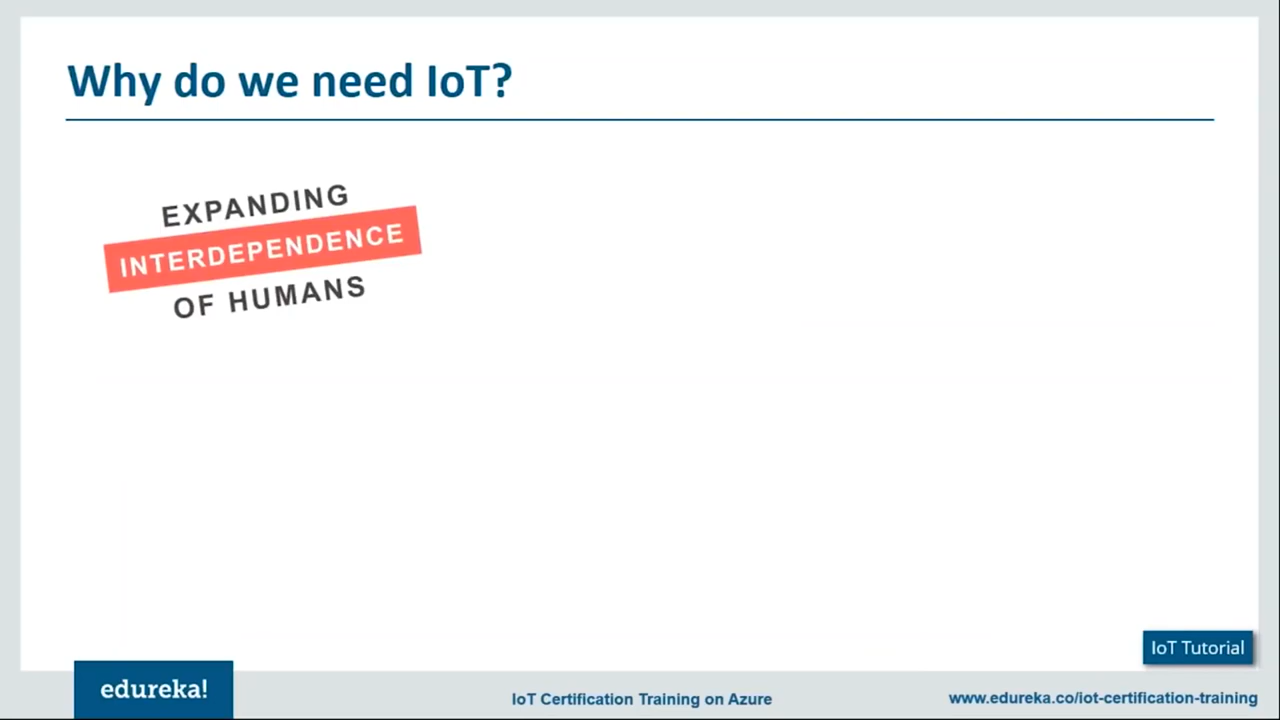 Why do we need IoT?
EXPANDING
INTERDEPENDENCE
OF HUMANS
IoT Tutorial
edureka!
IoT Certification Training on Azure
www.edureka.co/iot-certification-training